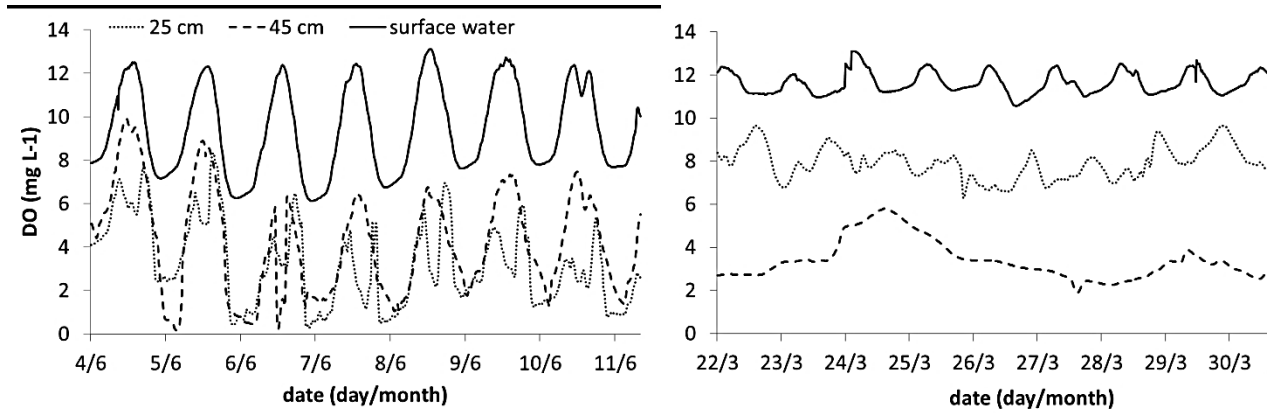 25 cm 45 cm surface water
DO (mg L-1)
14
12
10
8
6
4
2
0
4/6 5/6 6/6 7/6 8/6 9/6 10/6 11/6
date (day/month)
14
12
10
8
6
4
2
0
22/3 23/3 24/3 25/3 26/3 27/3 28/3 29/3 30/3
date (day/month)